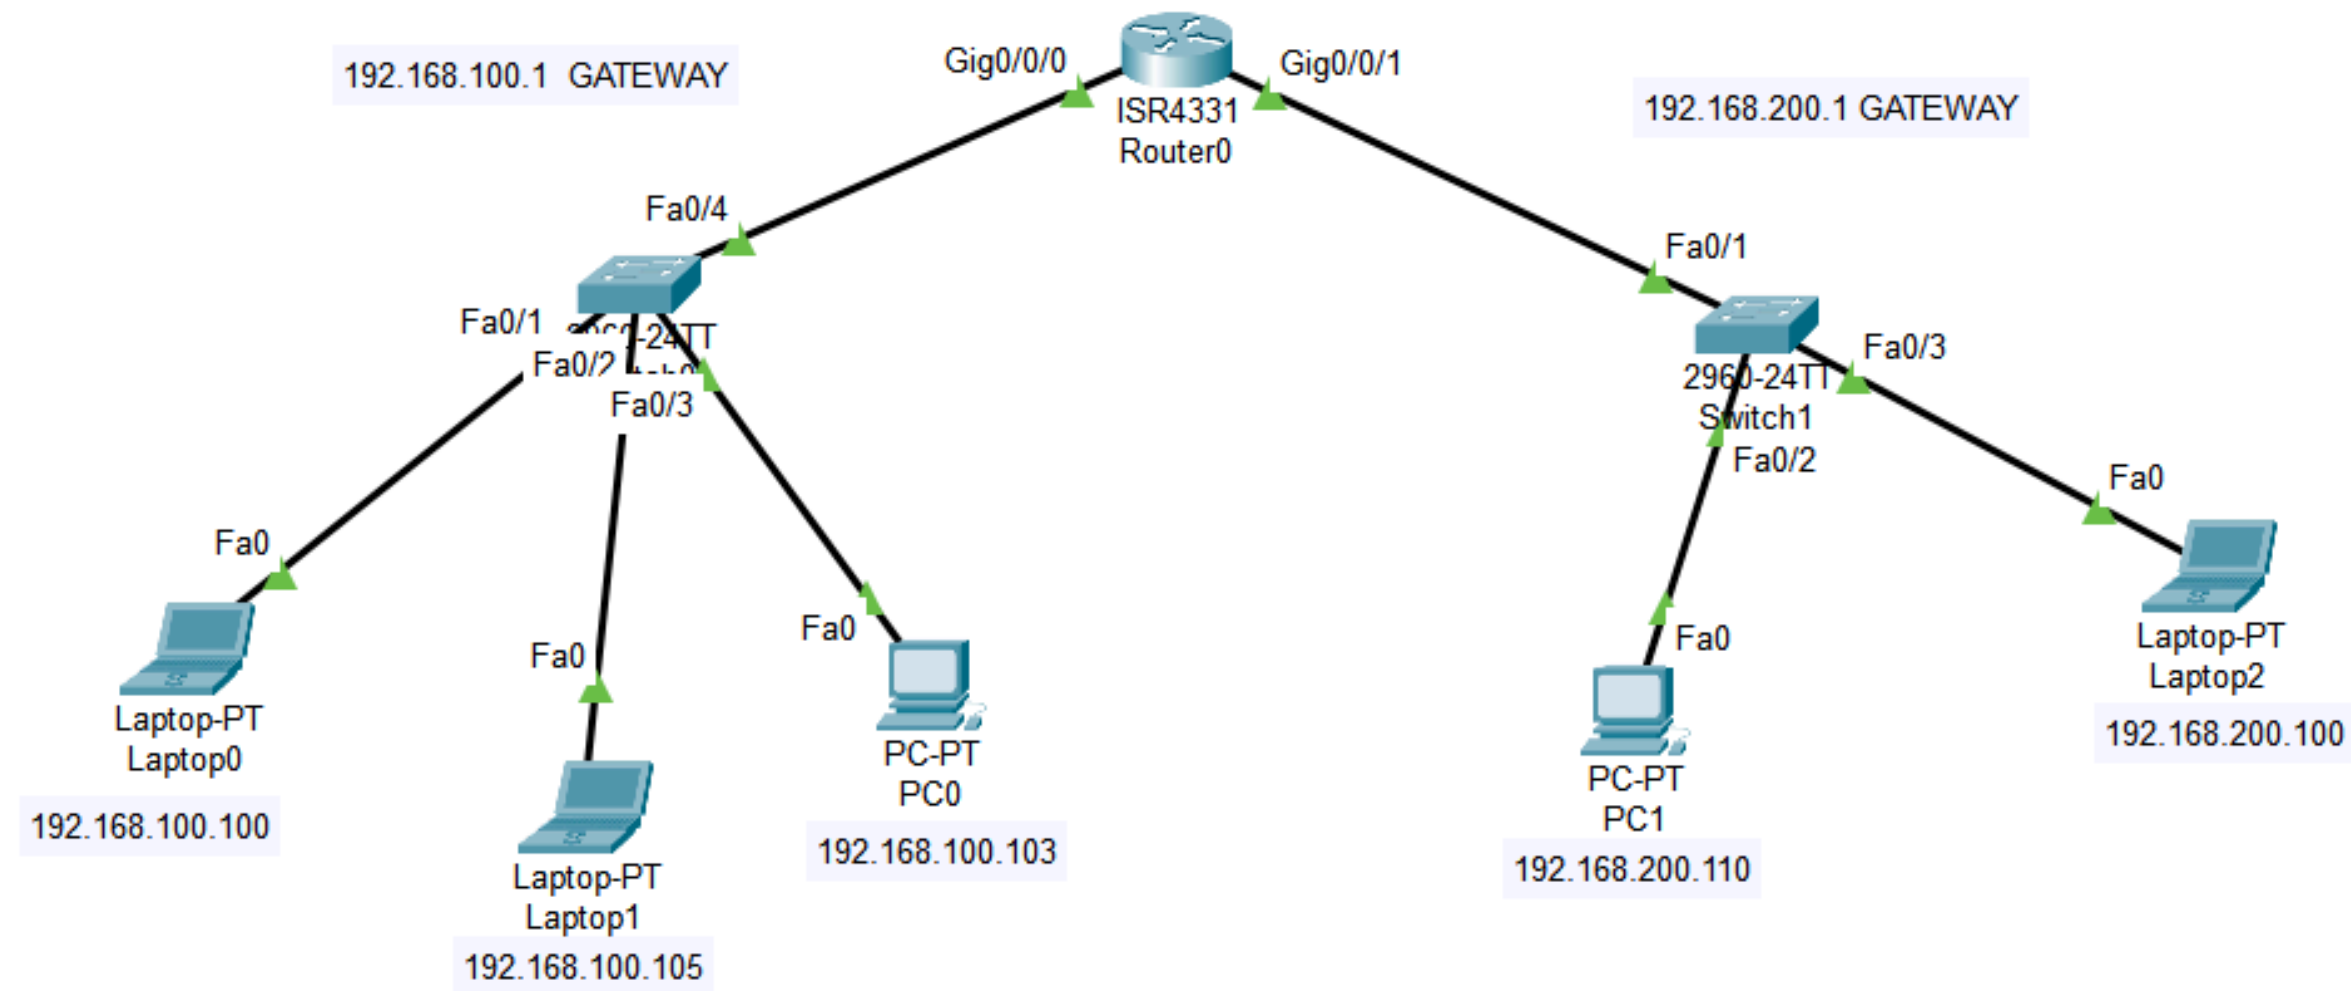 192.168.100.1  GATEWAY
Gig0/0/0
Gig0/0/1
ISR4331
Router0
192.168.200.1 GATEWAY
Fa0/4
Fa0/1
Fa0/1
-24TT
Fa0/2
Fa0/3
Fa0/3
2960-24TT
Switch1
Fa0/2
Fa0
Fa0
Fa0
Fa0
Fa0
Laptop-PT
Laptop0
192.168.100.100
Laptop-PT
Laptop1
192.168.100.105
PC-PT
PC0
192.168.100.103
PC-PT
PC1
192.168.200.110
Laptop-PT
Laptop2
192.168.200.100